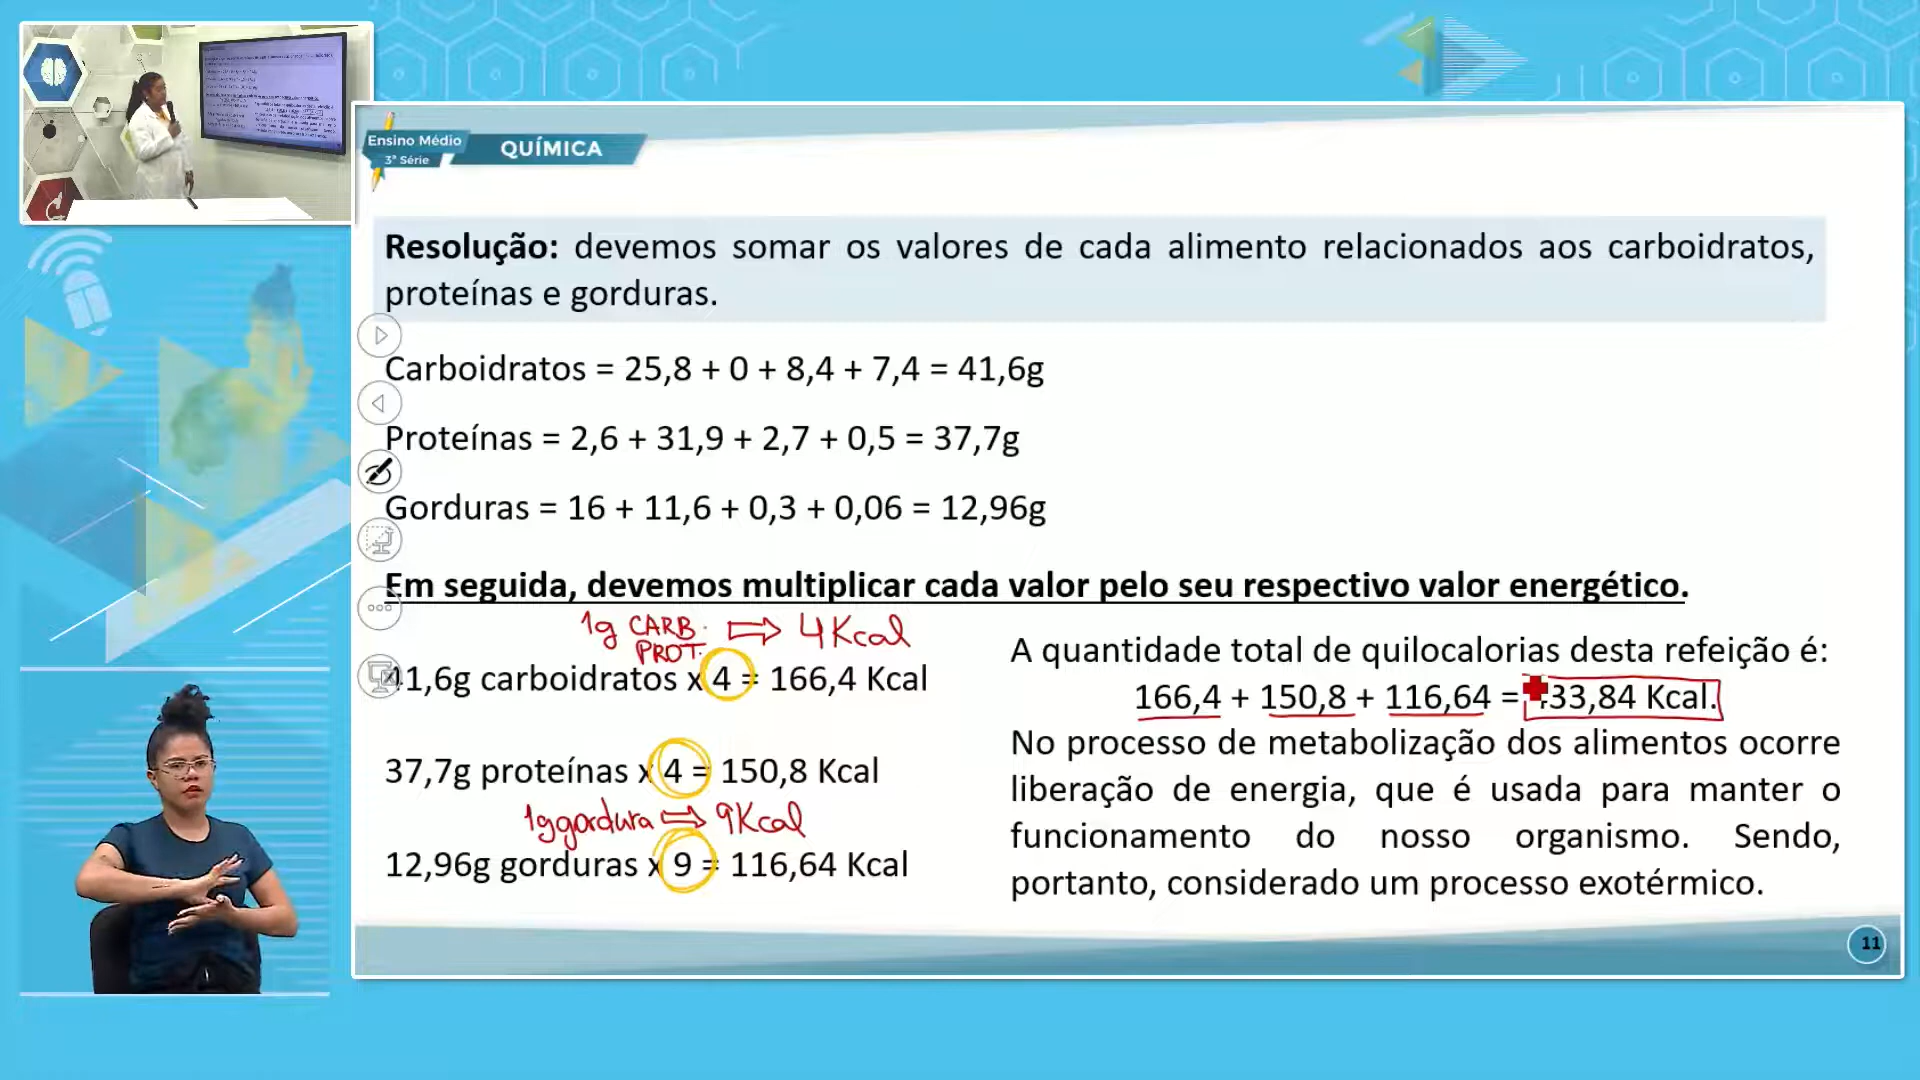 Ensino Médio
3ª Série
QUÍMICA
Resolução: devemos somar os valores de cada alimento relacionados aos carboidratos,
proteínas e gorduras.
Carboidratos = 25,8 + 0 + 8,4 + 7,4 = 41,6g
Proteínas = 2,6 + 31,9 + 2,7 + 0,5 = 37,7g
Gorduras = 16 + 11,6 + 0,3 + 0,06 = 12,96g
Em seguida, devemos multiplicar cada valor pelo seu respectivo valor energético.
1g CARB. ⇒ 4Kcal
PROT.
41,6g carboidratos x 4 = 166,4 Kcal
37,7g proteínas x 4 = 150,8 Kcal
1g gordura ⇒ 9Kcal
12,96g gorduras x 9 = 116,64 Kcal
A quantidade total de quilocalorias desta refeição é:
166,4 + 150,8 + 116,64 = 433,84 Kcal.
No processo de metabolização dos alimentos ocorre
liberação de energia, que é usada para manter o
funcionamento do nosso organismo. Sendo,
portanto, considerado um processo exotérmico.
11